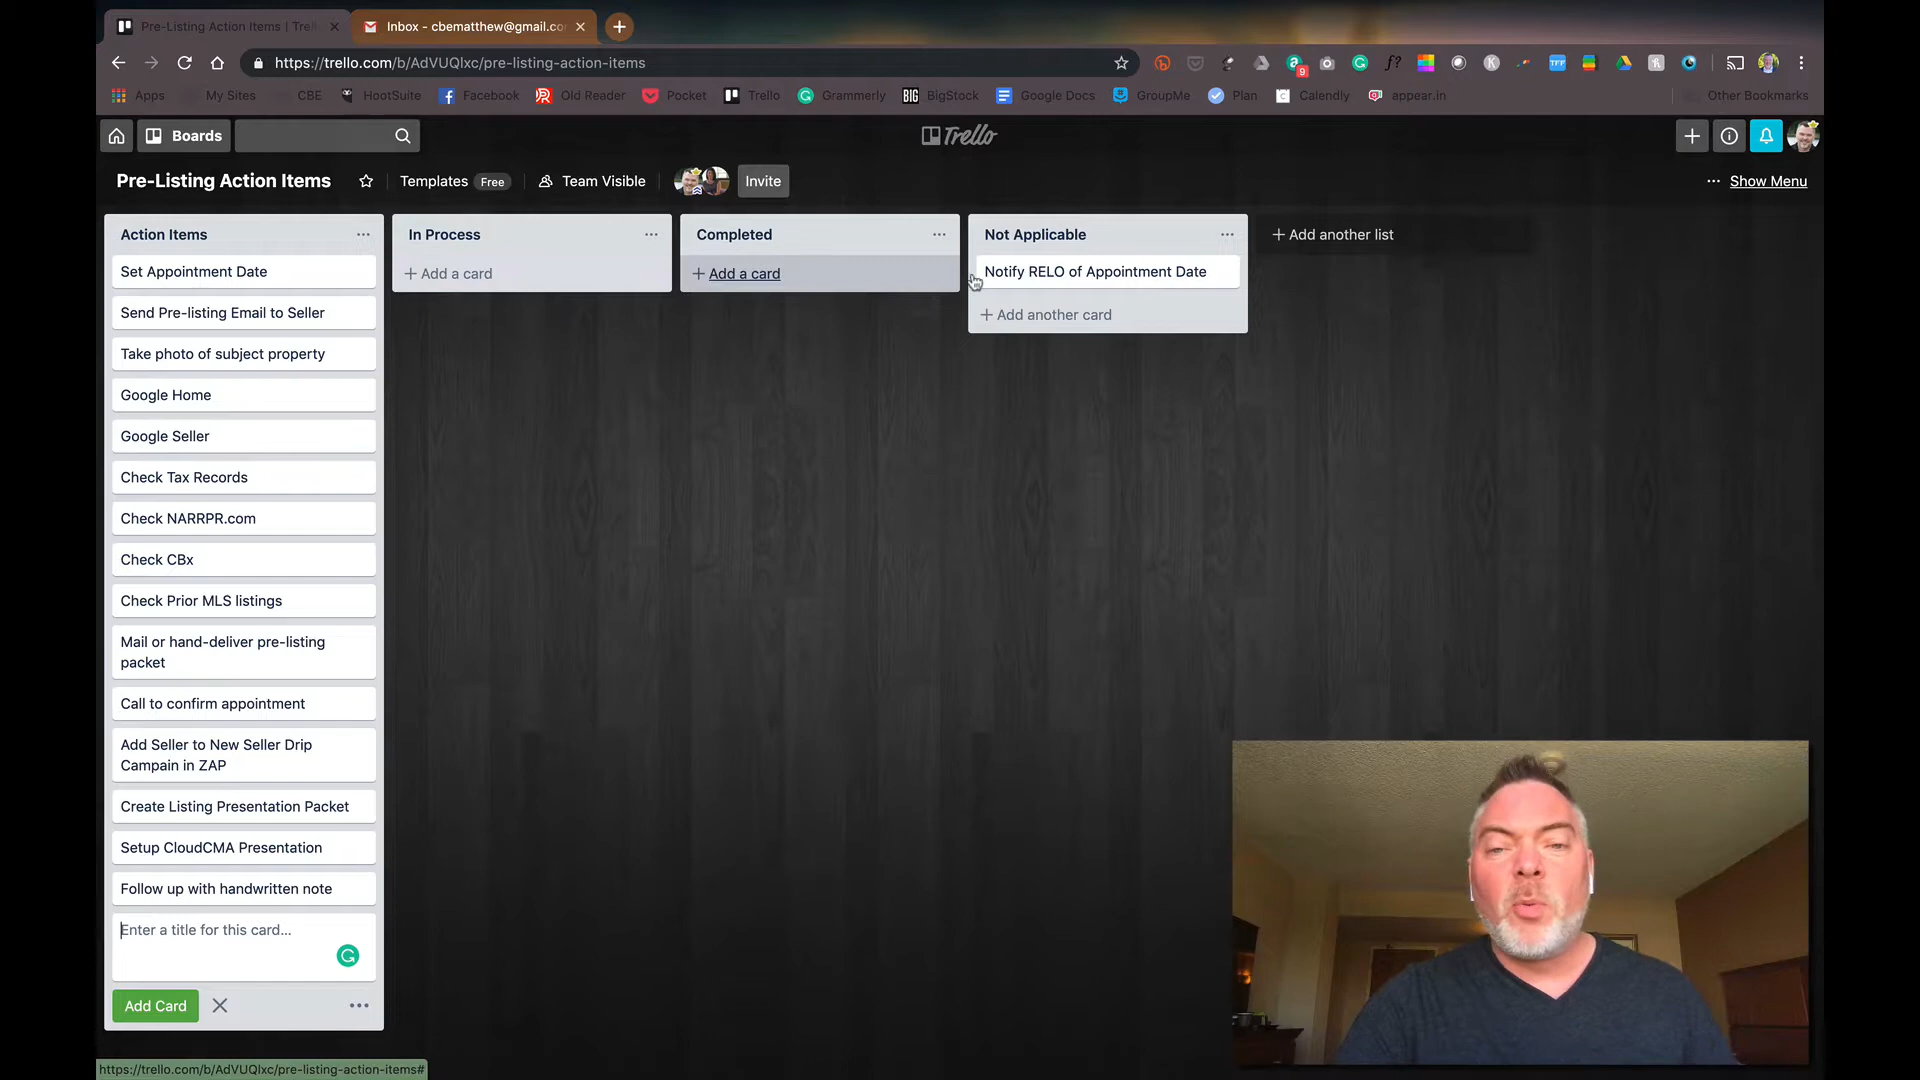 Pre-Listing Action Items | Trell
Inbox - cbematthew@gmail.co
https://trello.com/b/AdVUQlxc/pre-listing-action-items
9
f?
TFF
Apps
My Sites
CBE
HootSuite
Facebook
Old Reader
Pocket
Trello
Grammerly
BIG
BigStock
Google Docs
GroupMe
Plan
Calendly
appear.in
Other Bookmarks
Boards
Trello
Pre-Listing Action Items
Templates Free
Team Visible
Invite
... Show Menu
Action Items
Set Appointment Date
Send Pre-listing Email to Seller
Take photo of subject property
Google Home
Google Seller
Check Tax Records
Check NARRPR.com
Check CBx
Check Prior MLS listings
Mail or hand-deliver pre-listing
packet
Call to confirm appointment
Add Seller to New Seller Drip
Campain in ZAP
Create Listing Presentation Packet
Setup CloudCMA Presentation
Follow up with handwritten note
Enter a title for this card...
Add Card
In Process
+ Add a card
Completed
+ Add a card
Not Applicable
Notify RELO of Appointment Date
+ Add another card
+ Add another list
https://trello.com/b/AdVUQlxc/pre-listing-action-items#